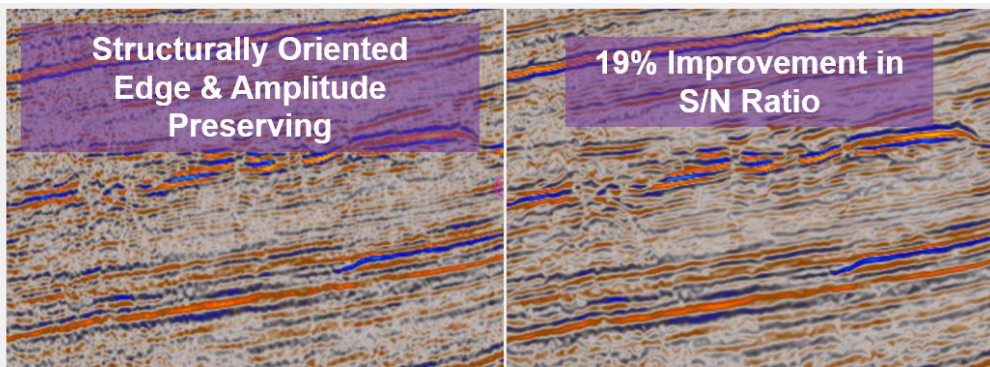 Structurally Oriented
Edge & Amplitude
Preserving
19% Improvement in
S/N Ratio